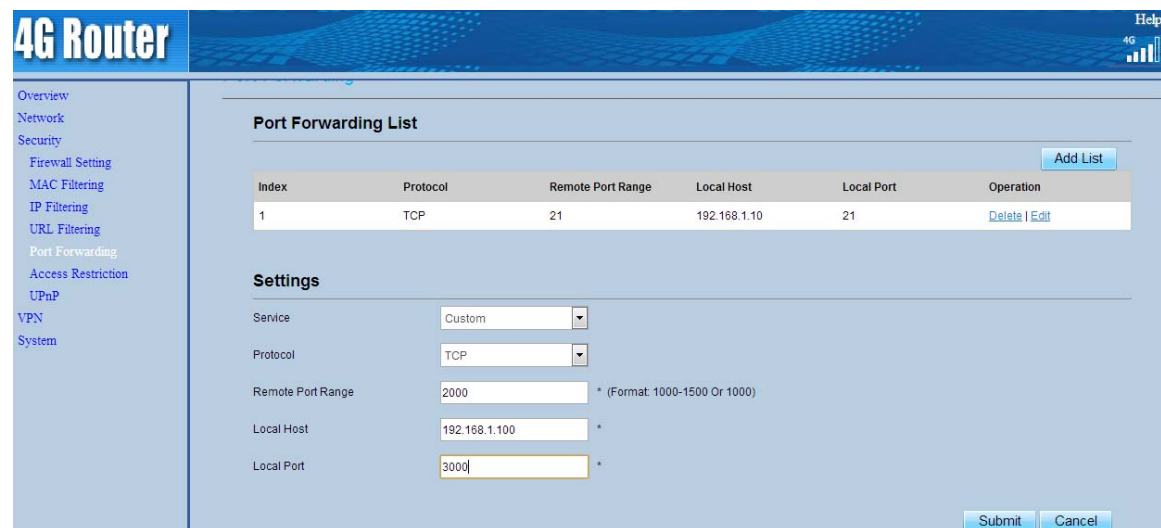 4G Router
Help
4G
Overview
Network
Security
Firewall Setting
MAC Filtering
IP Filtering
URL Filtering
Port Forwarding
Access Restriction
UPnP
VPN
System
Port Forwarding List
Add List
Index Protocol Remote Port Range Local Host Local Port Operation
1 TCP 21 192.168.1.10 21 Delete | Edit
Settings
Service Custom
Protocol TCP
Remote Port Range 2000 * (Format: 1000-1500 Or 1000)
Local Host 192.168.1.100 *
Local Port 3000 *
Submit Cancel